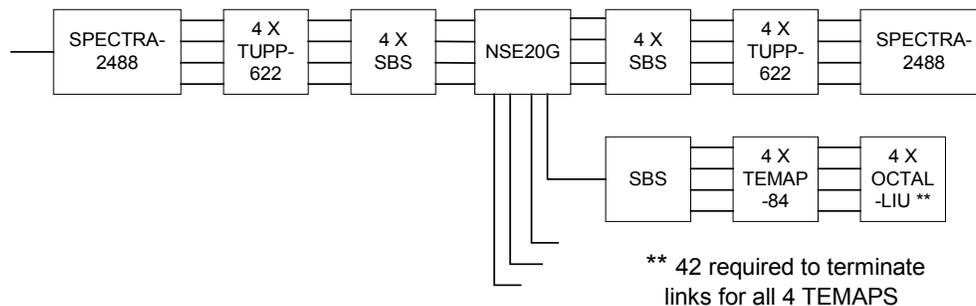 SPECTRA-
2488
4 X
TUPP-
622
4 X
SBS
NSE20G
4 X
SBS
4 X
TUPP-
622
SPECTRA-
2488
SBS
4 X
TEMAP
-84
4 X
OCTAL
-LIU **
** 42 required to terminate
links for all 4 TEMAPS